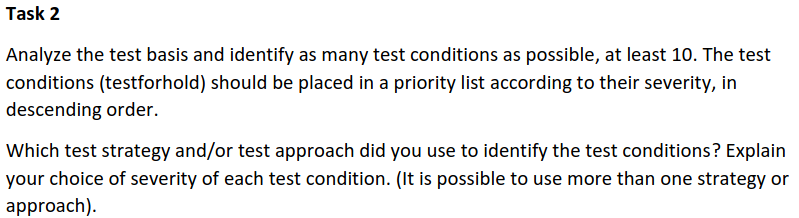 Task 2
Analyze the test basis and identify as many test conditions as possible, at least 10. The test
conditions (testforhold) should be placed in a priority list according to their severity, in
descending order.
Which test strategy and/or test approach did you use to identify the test conditions? Explain
your choice of severity of each test condition. (It is possible to use more than one strategy or
approach).